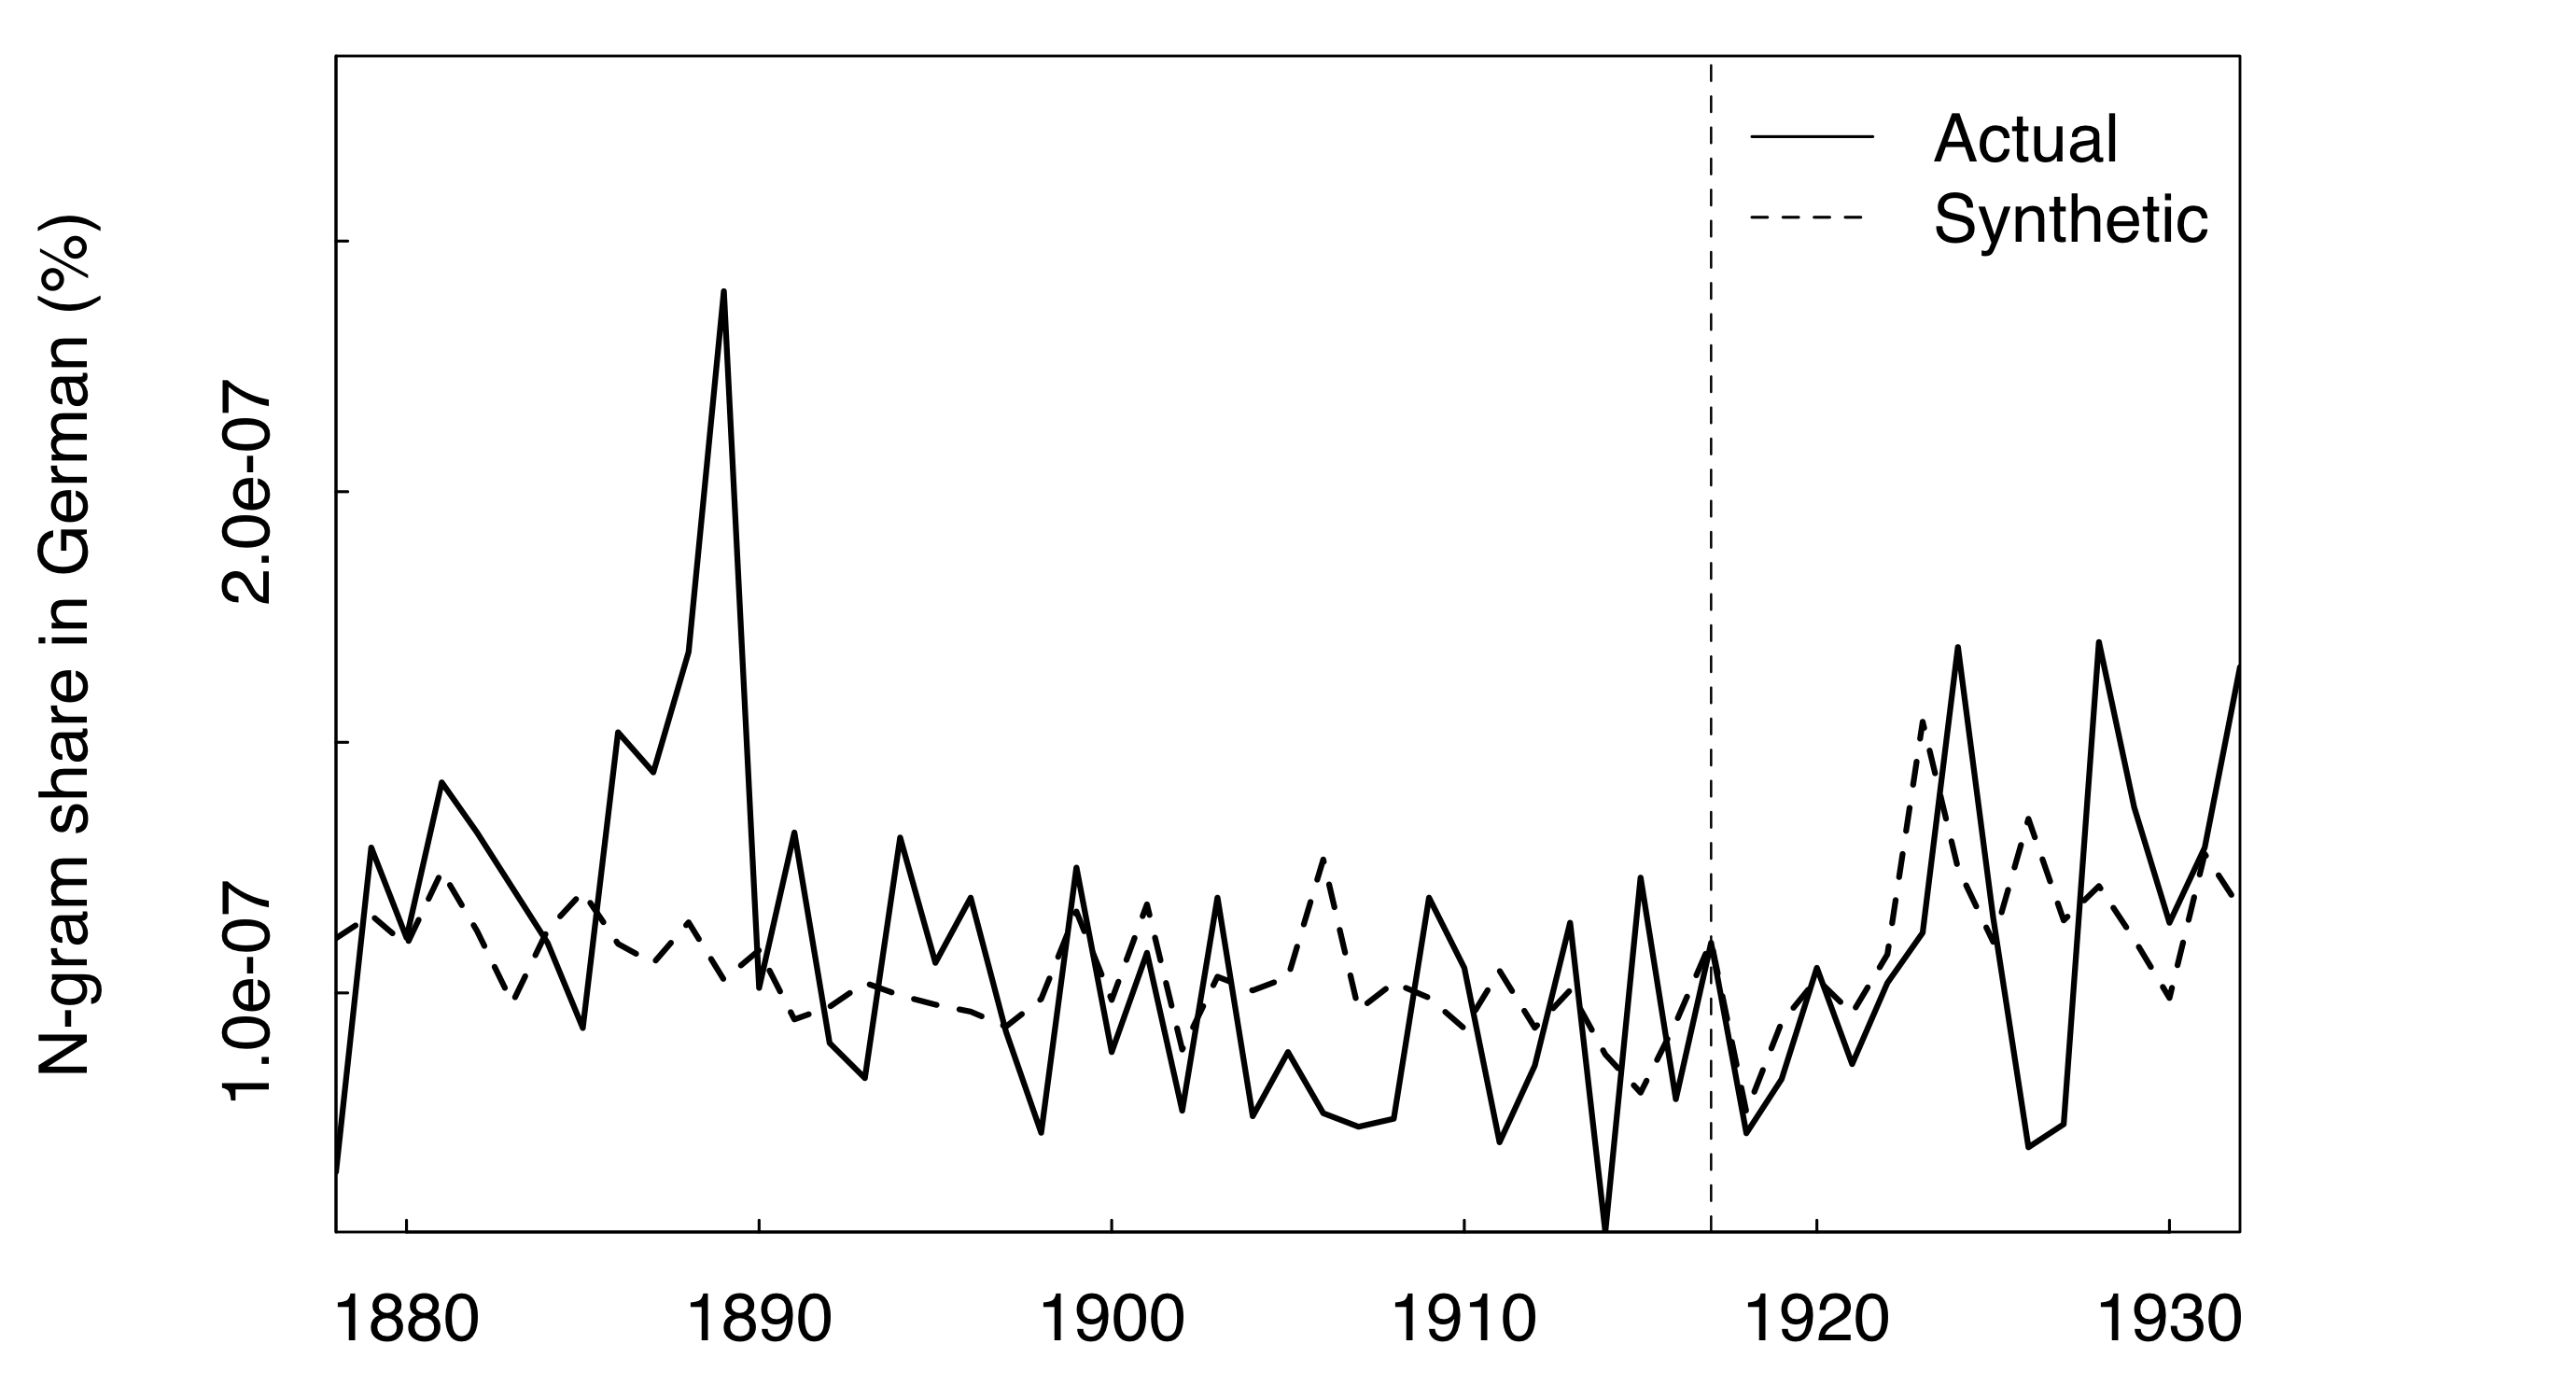 N-gram share in German (%)
2.0e-07
1.0e-07
Actual
Synthetic
1880 1890 1900 1910 1920 1930